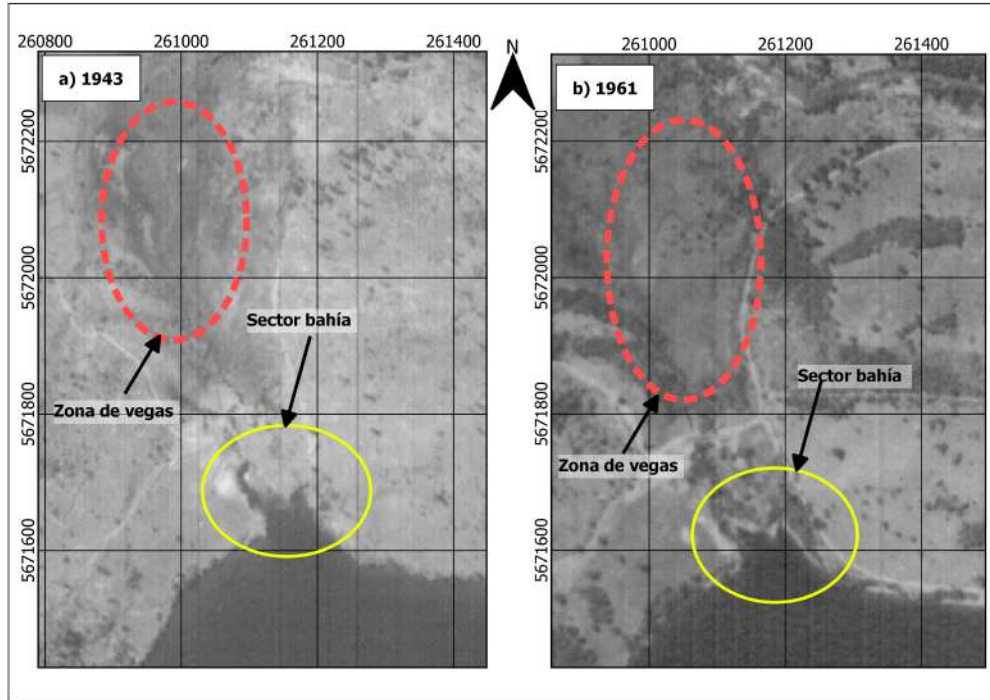 260800 261000 261200 261400
N
261000 261200 261400
a) 1943
b) 1961
5672200
5672000
5671800
5671600
5672200
5672000
5671800
5671600
Sector bahía
Zona de vegas
Sector bahía
Zona de vegas